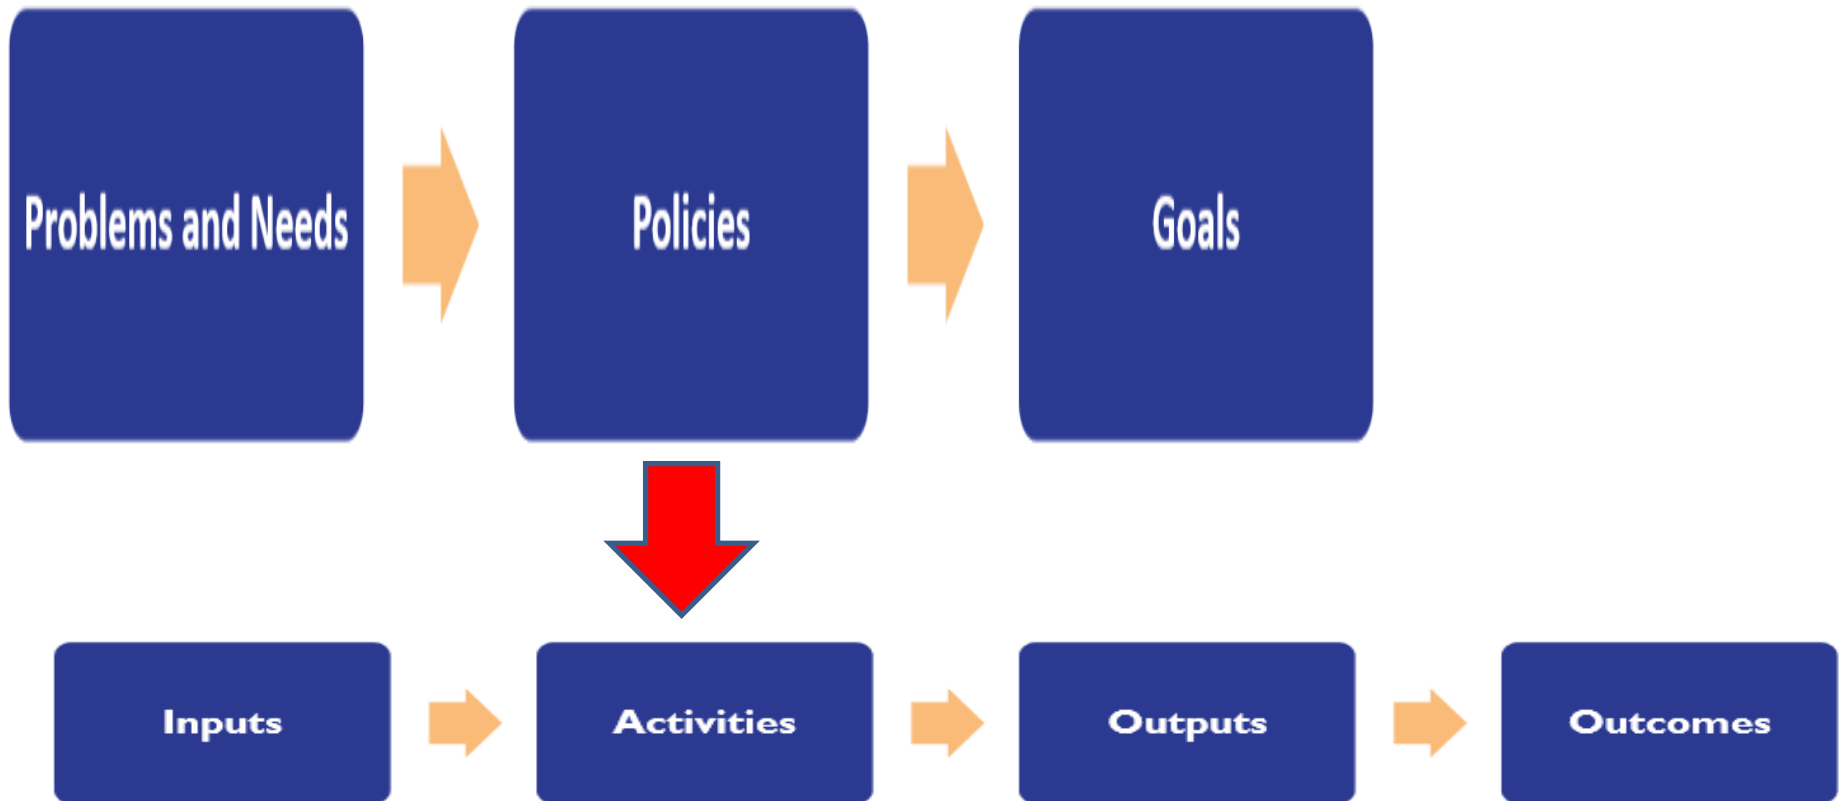 Problems and Needs
Policies
Goals
Inputs
Activities
Outputs
Outcomes